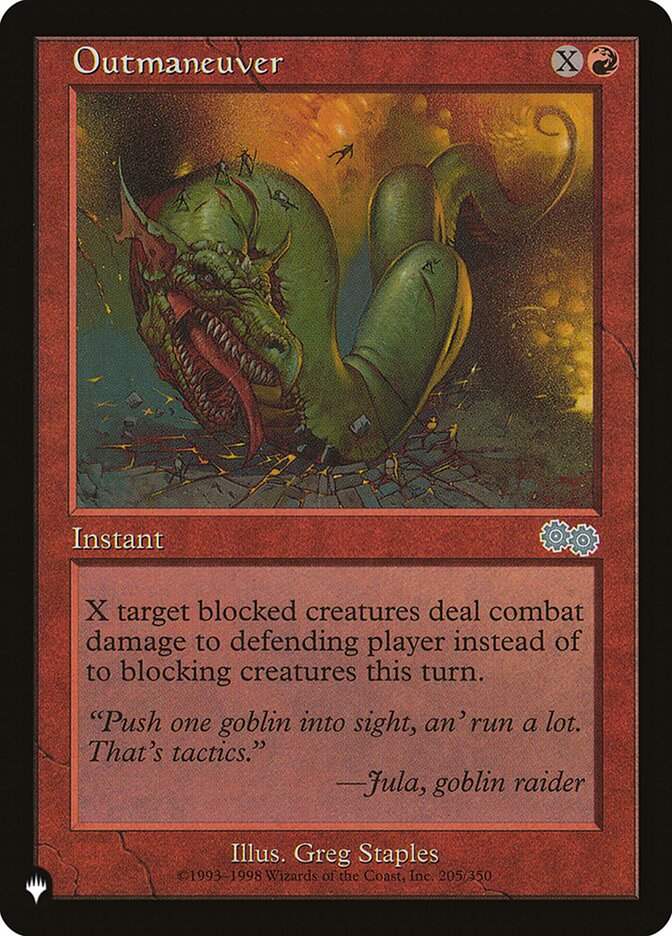 Outmaneuver X
Instant
X target blocked creatures deal combat
damage to defending player instead of
to blocking creatures this turn.
“Push one goblin into sight, an’ run a lot.
That’s tactics.”
—Jula, goblin raider
Illus. Greg Staples
©1993–1998 Wizards of the Coast, Inc. 205/350